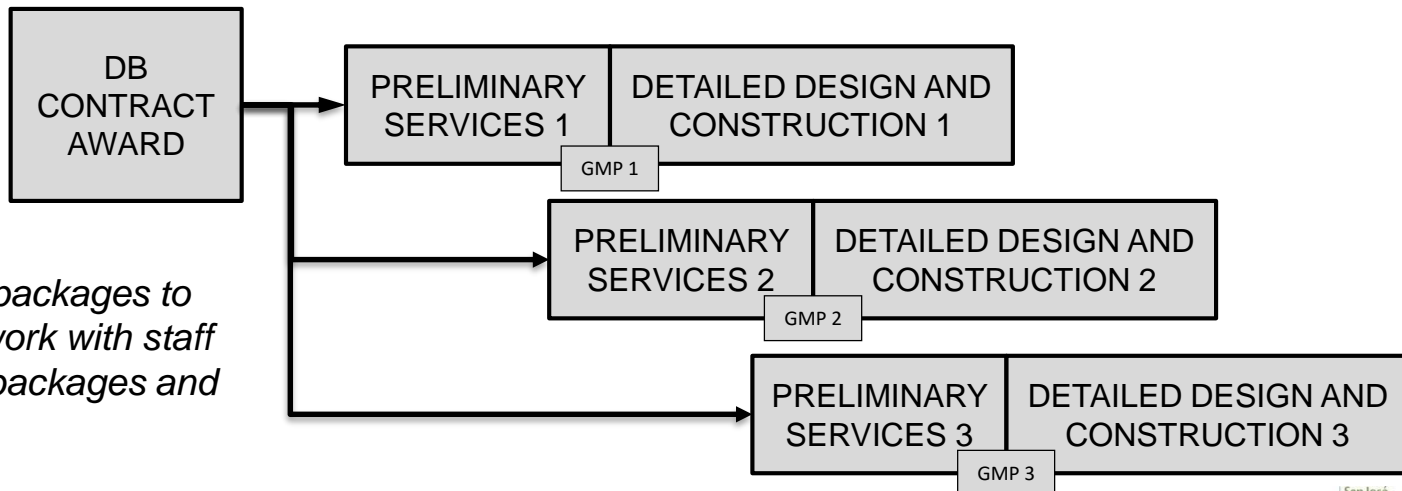 DB
CONTRACT
AWARD
PRELIMINARY
SERVICES 1
DETAILED DESIGN AND
CONSTRUCTION 1
GMP 1
PRELIMINARY
SERVICES 2
DETAILED DESIGN AND
CONSTRUCTION 2
GMP 2
packages to
work with staff
packages and
PRELIMINARY
SERVICES 3
DETAILED DESIGN AND
CONSTRUCTION 3
GMP 3
San José